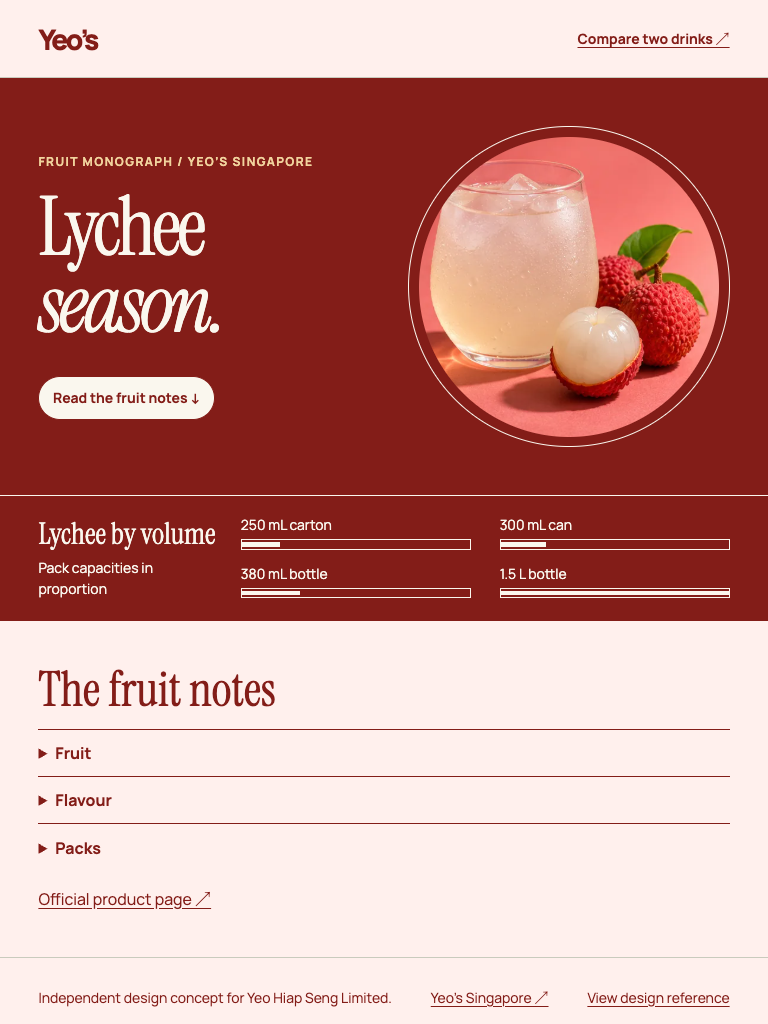 Yeo's
Compare two drinks ↗
FRUIT MONOGRAPH / YEO'S SINGAPORE
Lychee
season.
Read the fruit notes ↓
Lychee by volume
Pack capacities in
proportion
250 mL carton
300 mL can
380 mL bottle
1.5 L bottle
The fruit notes
Fruit
Flavour
Packs
Official product page ↗
Independent design concept for Yeo Hiap Seng Limited.
Yeo's Singapore ↗
View design reference